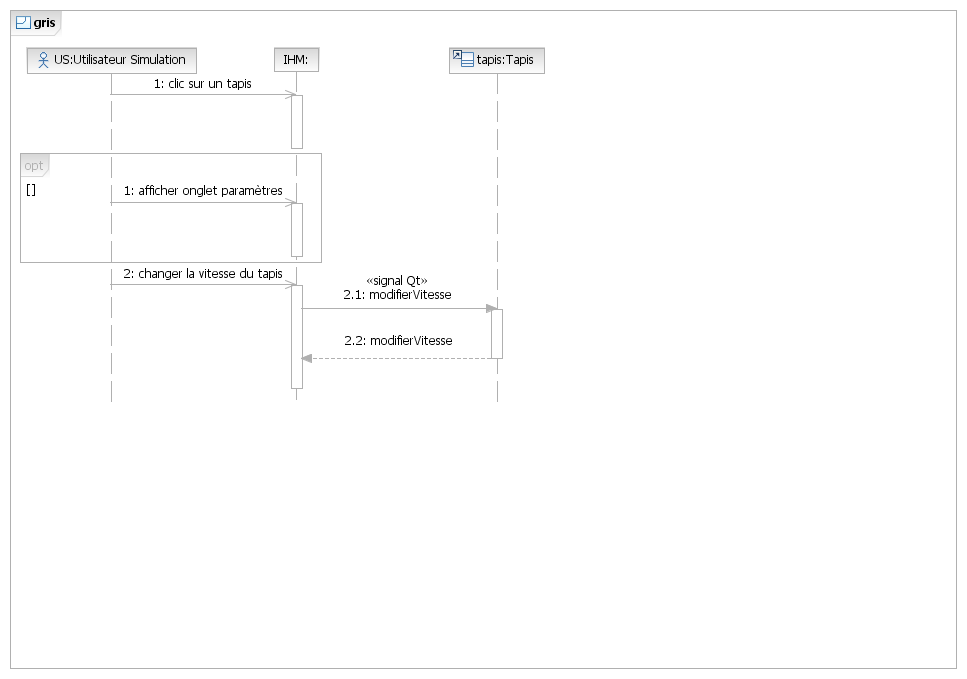 gris
US:Utilisateur Simulation
IHM:
tapis:Tapis
1: clic sur un tapis
opt
[]
1: afficher onglet paramètres
2: changer la vitesse du tapis
«signal Qt»
2.1: modifierVitesse
2.2: modifierVitesse